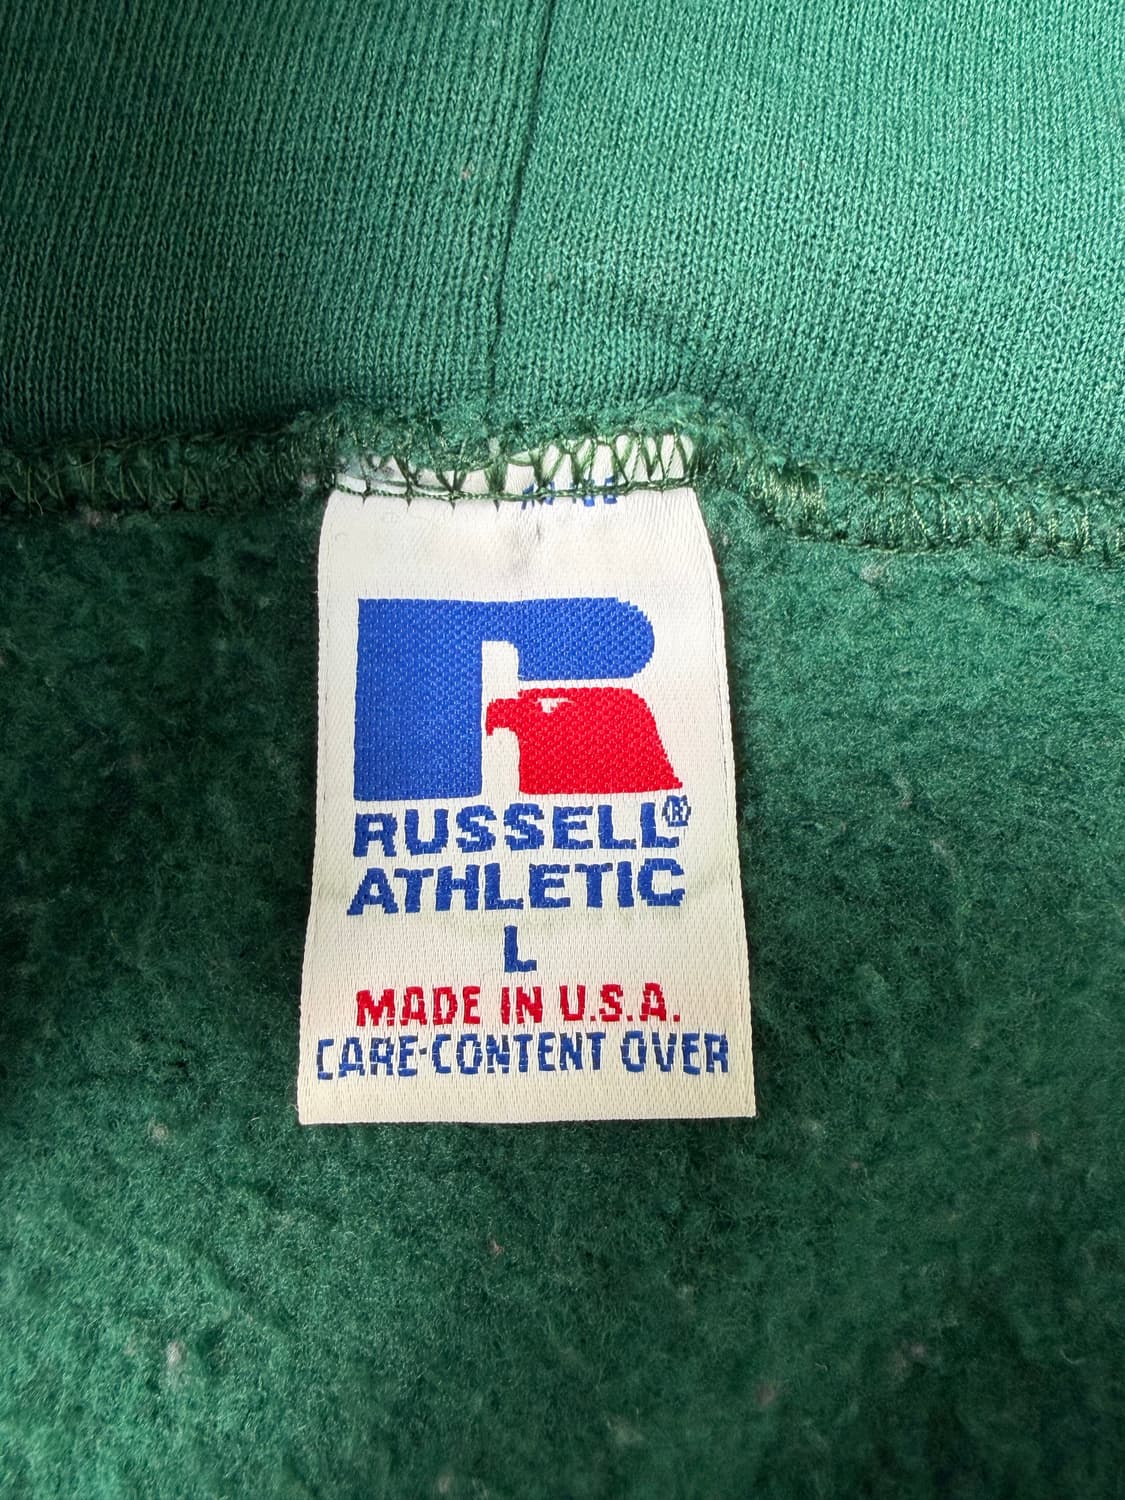 RUSSELL®
ATHLETIC
L
MADE IN U.S.A.
CARE-CONTENT OVER